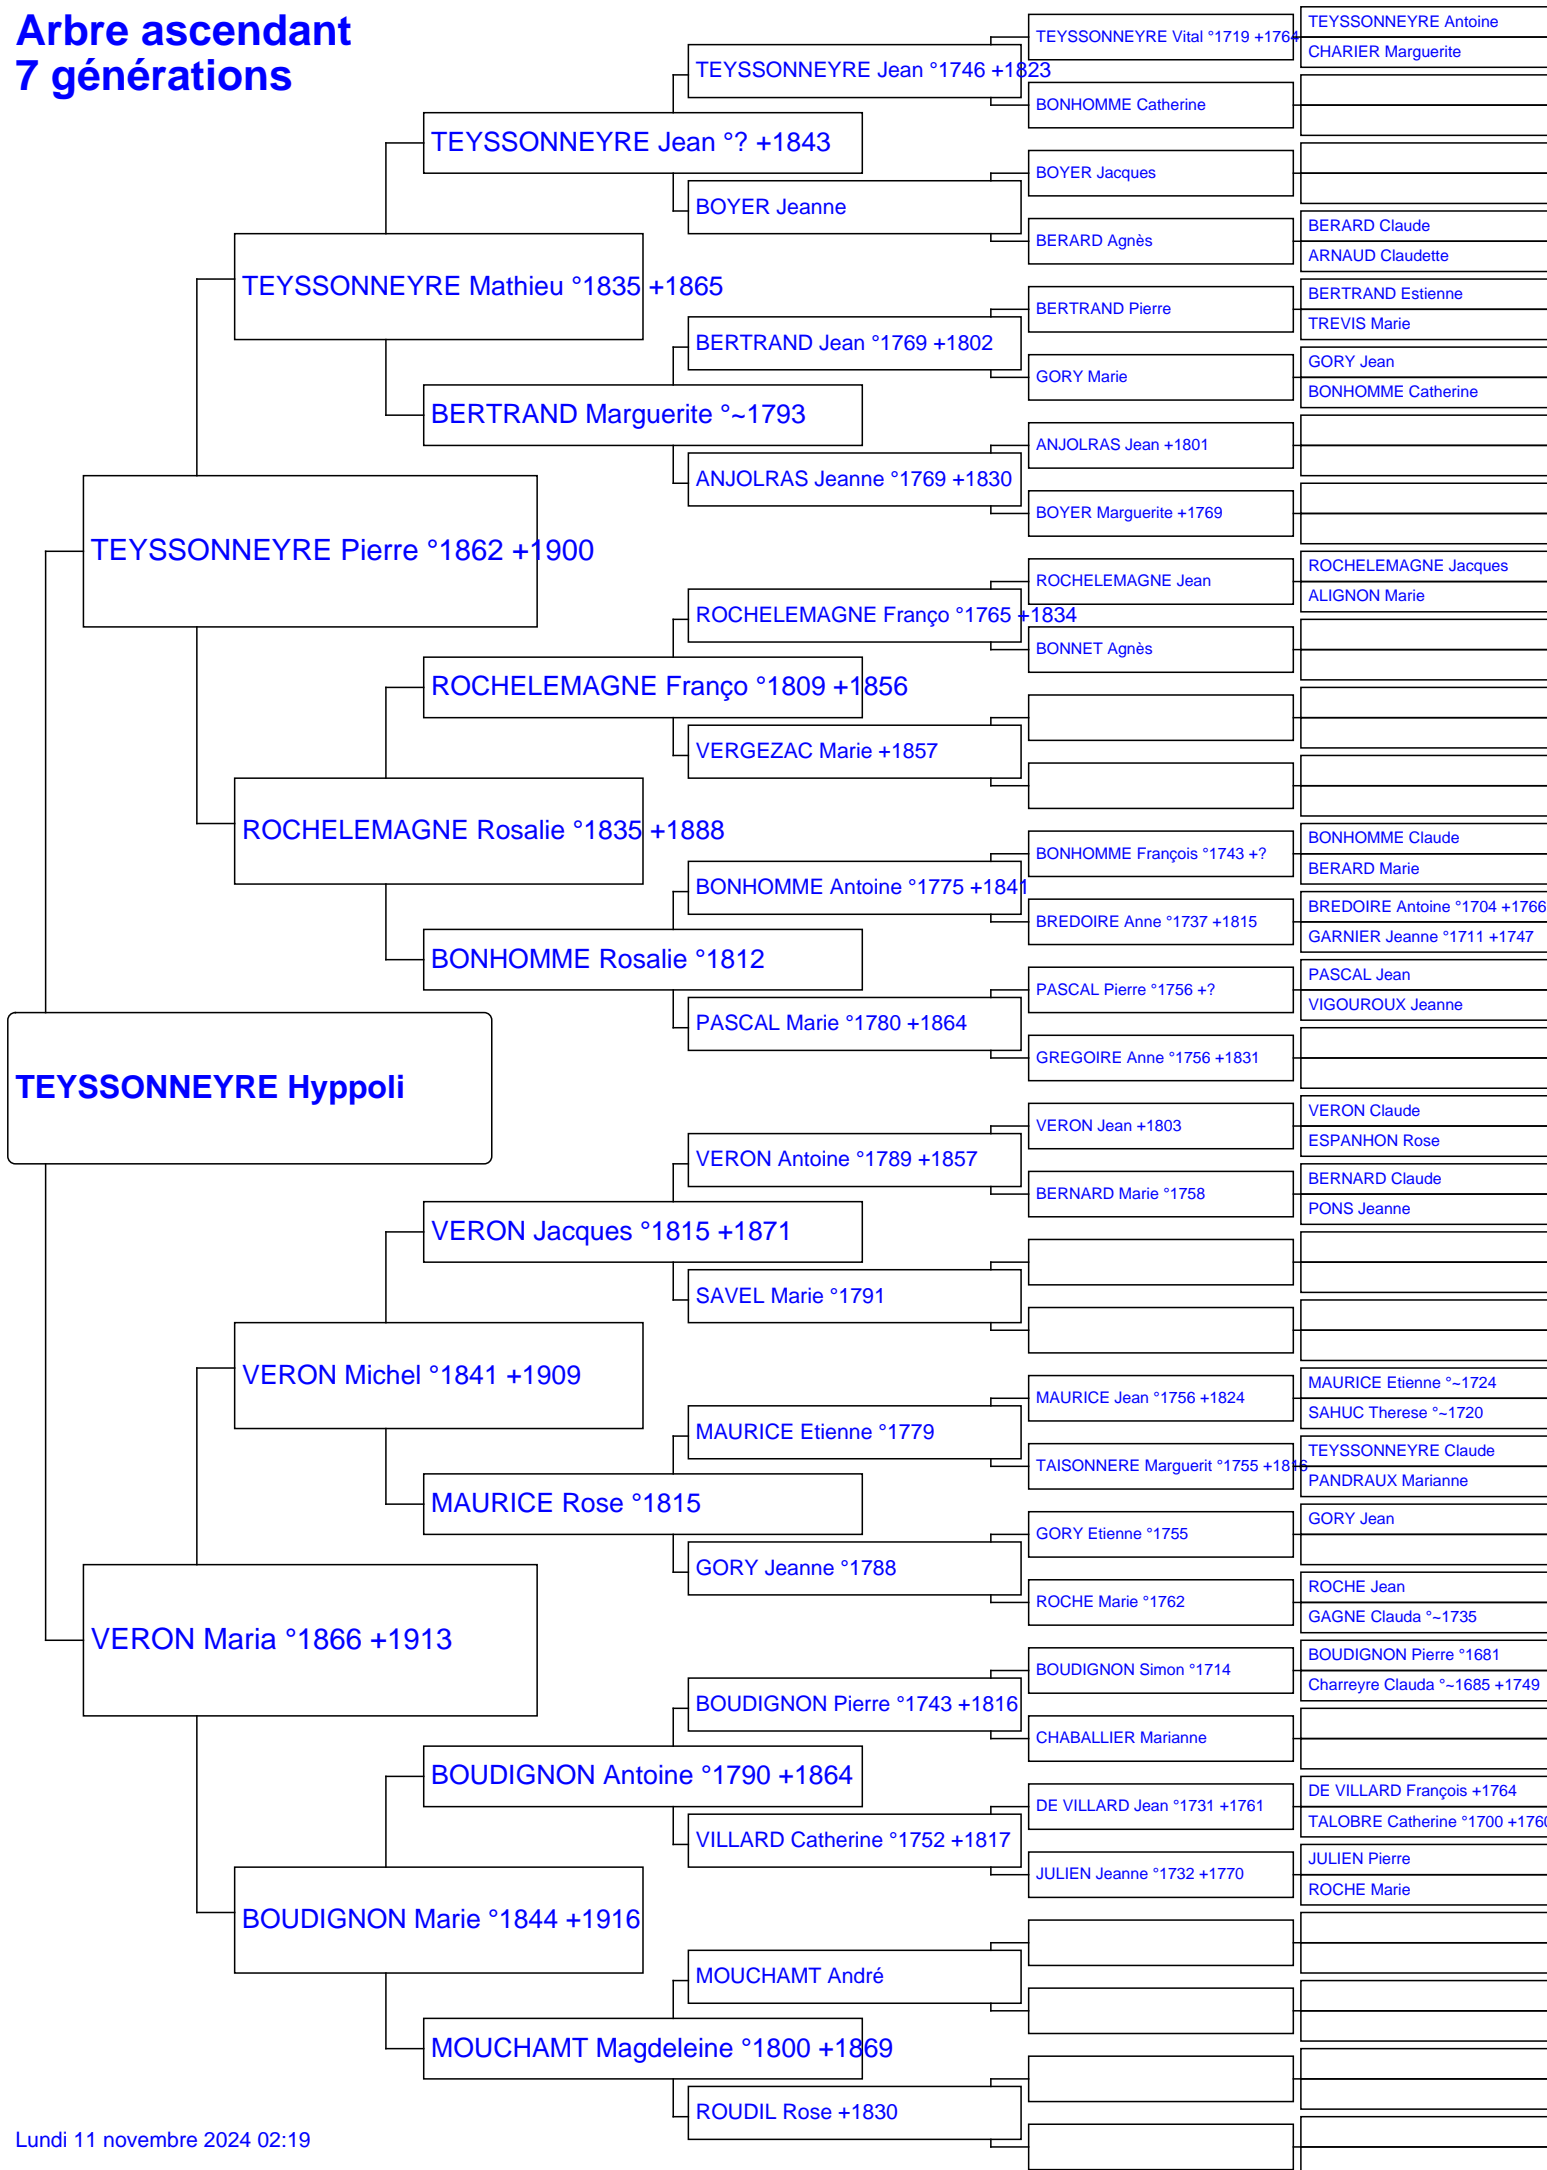 Arbre ascendant
7 générations
TEYSSONNEYRE Hyppoli
TEYSSONNEYRE Pierre °1862 +1900
VERON Maria °1866 +1913
TEYSSONNEYRE Mathieu °1835 +1865
ROCHELEMAGNE Rosalie °1835 +1888
VERON Michel °1841 +1909
BOUDIGNON Marie °1844 +1916
TEYSSONNEYRE Jean °? +1843
BERTRAND Marguerite °~1793
ROCHELEMAGNE Franço °1809 +1856
BONHOMME Rosalie °1812
VERON Jacques °1815 +1871
MAURICE Rose °1815
BOUDIGNON Antoine °1790 +1864
MOUCHAMT Magdeleine °1800 +1869
TEYSSONNEYRE Jean °1746 +1823
BOYER Jeanne
BERTRAND Jean °1769 +1802
ANJOLRAS Jeanne °1769 +1830
ROCHELEMAGNE Franço °1765 +1834
VERGEZAC Marie +1857
BONHOMME Antoine °1775 +1841
PASCAL Marie °1780 +1864
VERON Antoine °1789 +1857
SAVEL Marie °1791
MAURICE Etienne °1779
GORY Jeanne °1788
BOUDIGNON Pierre °1743 +1816
VILLARD Catherine °1752 +1817
MOUCHAMT André
ROUDIL Rose +1830
TEYSSONNEYRE Vital °1719 +1764
BONHOMME Catherine
BOYER Jacques
BERARD Agnès
BERTRAND Pierre
GORY Marie
ANJOLRAS Jean +1801
BOYER Marguerite +1769
ROCHELEMAGNE Jean
BONNET Agnès
BONHOMME François °1743 +?
BREDOIRE Anne °1737 +1815
PASCAL Pierre °1756 +?
GREGOIRE Anne °1756 +1831
VERON Jean +1803
BERNARD Marie °1758
MAURICE Jean °1756 +1824
TAISONNERE Marguerit °1755 +1816
GORY Etienne °1755
ROCHE Marie °1762
BOUDIGNON Simon °1714
CHABALLIER Marianne
DE VILLARD Jean °1731 +1761
JULIEN Jeanne °1732 +1770
TEYSSONNEYRE Antoine
CHARIER Marguerite
BERARD Claude
ARNAUD Claudette
BERTRAND Estienne
TREVIS Marie
GORY Jean
BONHOMME Catherine
ROCHELEMAGNE Jacques
ALIGNON Marie
BONHOMME Claude
BERARD Marie
BREDOIRE Antoine °1704 +1766
GARNIER Jeanne °1711 +1747
PASCAL Jean
VIGOUROUX Jeanne
VERON Claude
ESPANHON Rose
BERNARD Claude
PONS Jeanne
MAURICE Etienne °~1724
SAHUC Therese °~1720
TEYSSONNEYRE Claude
PANDRAUX Marianne
GORY Jean
ROCHE Jean
GAGNE Clauda °~1735
BOUDIGNON Pierre °1681
Charreyre Clauda °~1685 +1749
DE VILLARD François +1764
TALOBRE Catherine °1700 +1760
JULIEN Pierre
ROCHE Marie
Lundi 11 novembre 2024 02:19